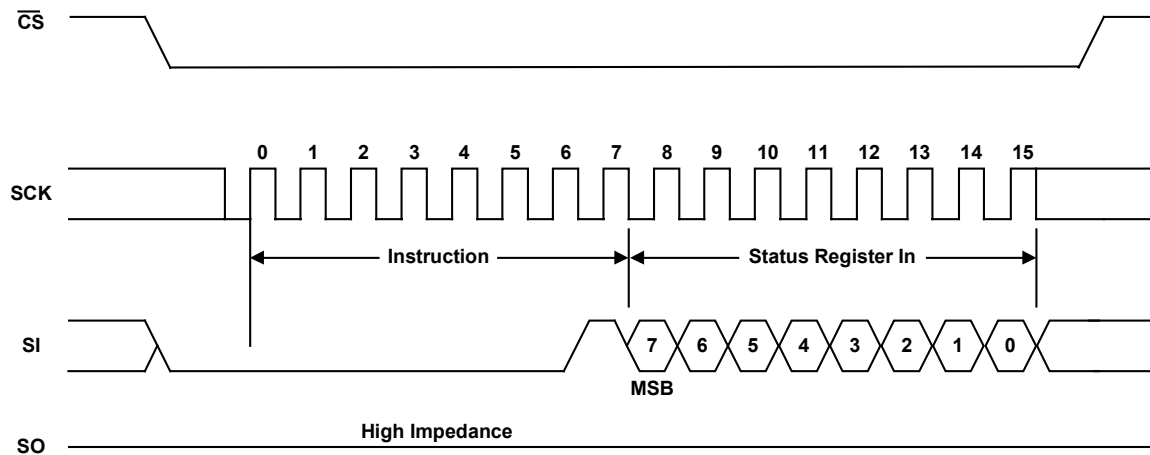 C̅S̅
0 1 2 3 4 5 6 7 8 9 10 11 12 13 14 15
SCK
Instruction Status Register In
SI 7 6 5 4 3 2 1 0
MSB
High Impedance
SO